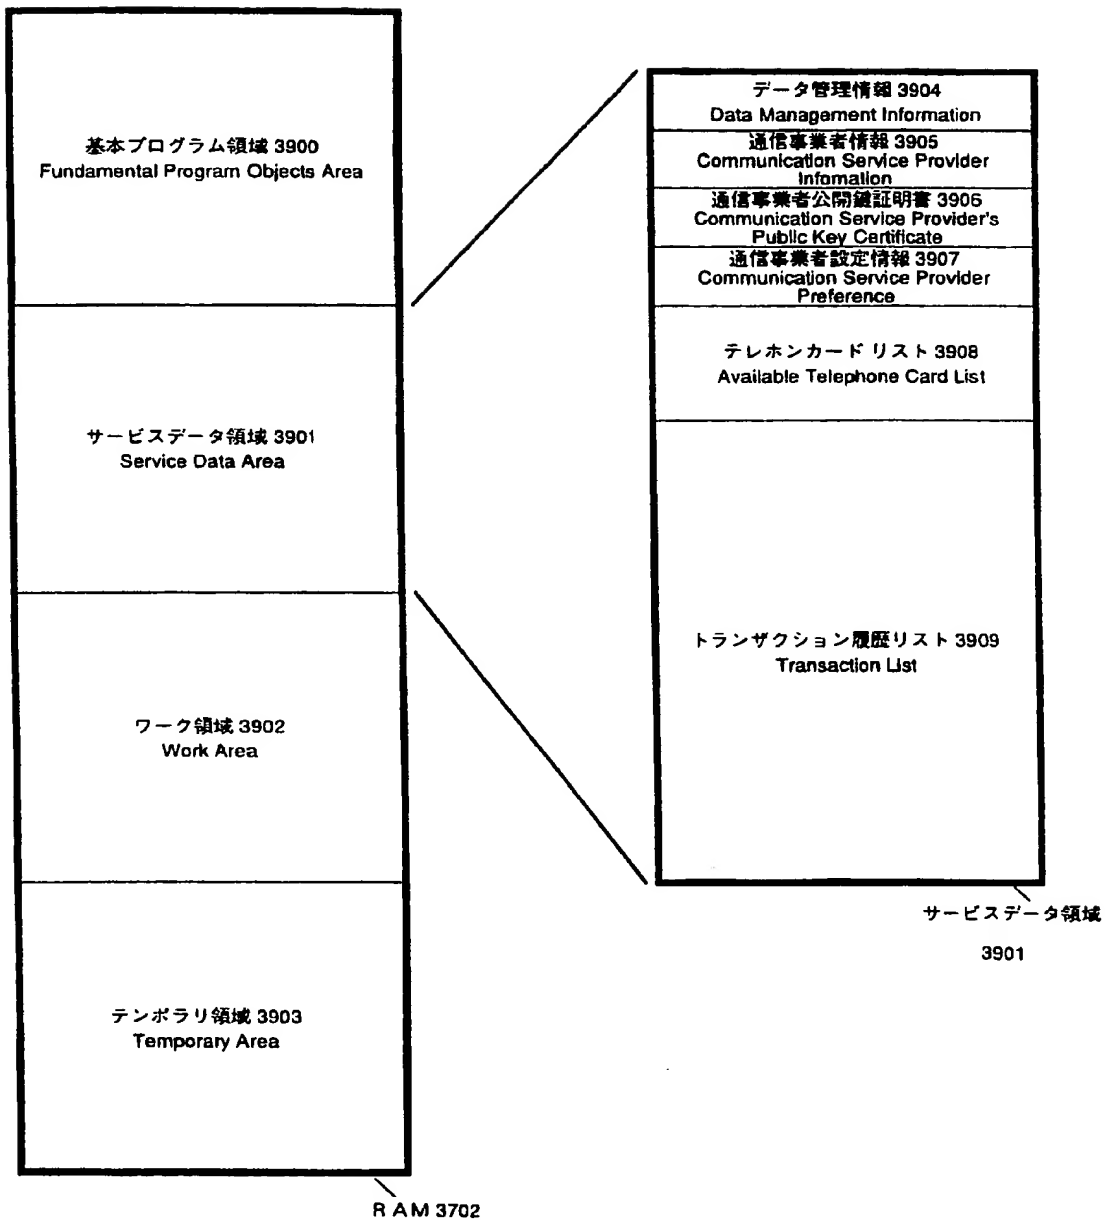 基本プログラム領域 3900
Fundamental Program Objects Area
サービスデータ領域 3901
Service Data Area
ワーク領域 3902
Work Area
テンポラリ領域 3903
Temporary Area
R A M 3702
データ管理情報 3904
Data Management Information
通信事業者情報 3905
Communication Service Provider
Infomation
通信事業者公開鍵証明書 3906
Communication Service Provider's
Public Key Certificate
通信事業者設定情報 3907
Communication Service Provider
Preference
テレホンカード リスト 3908
Available Telephone Card List
トランザクション履歴リスト 3909
Transaction List
サービスデータ領域
3901